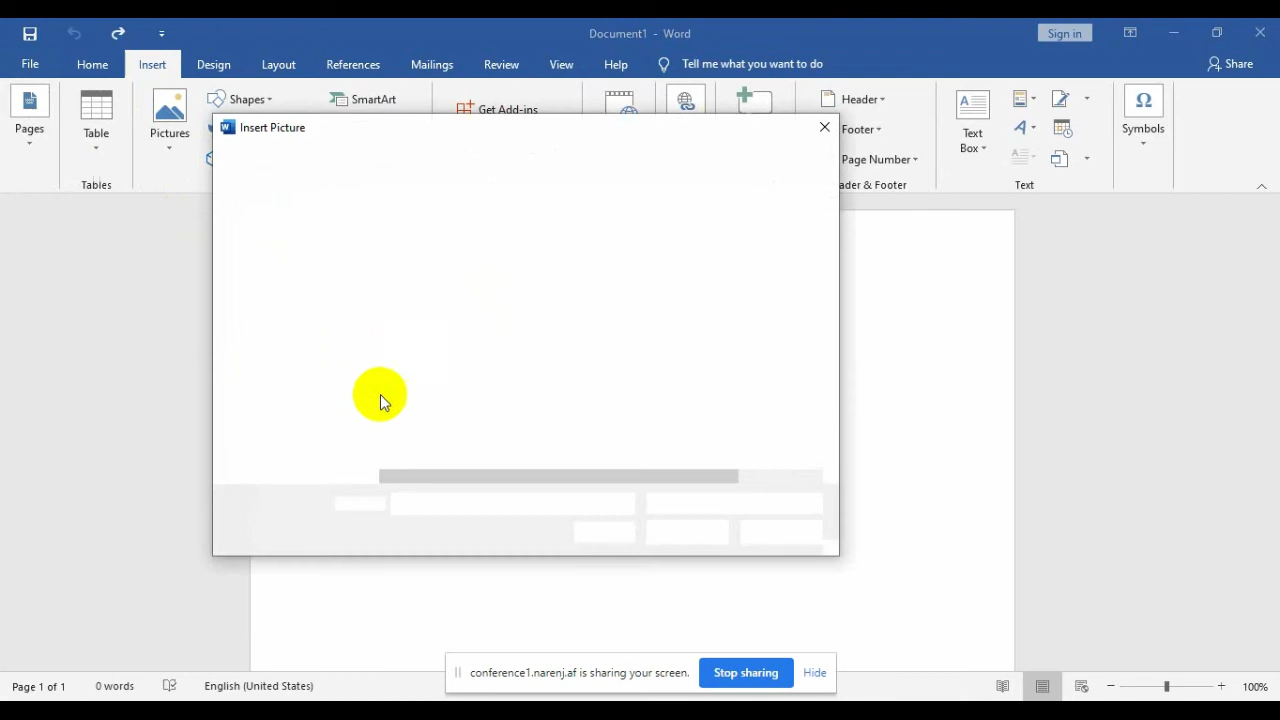 Document1 - Word
Sign in
File
Home
Insert
Design
Layout
References
Mailings
Review
View
Help
Tell me what you want to do
Share
Pages
Table
Pictures
Shapes
SmartArt
Get Add-ins
Header
Footer
Page Number
Text
Box
Symbols
Tables
ader & Footer
Text
Insert Picture
conference1.narenj.af is sharing your screen.
Stop sharing
Hide
Page 1 of 1
0 words
English (United States)
100%